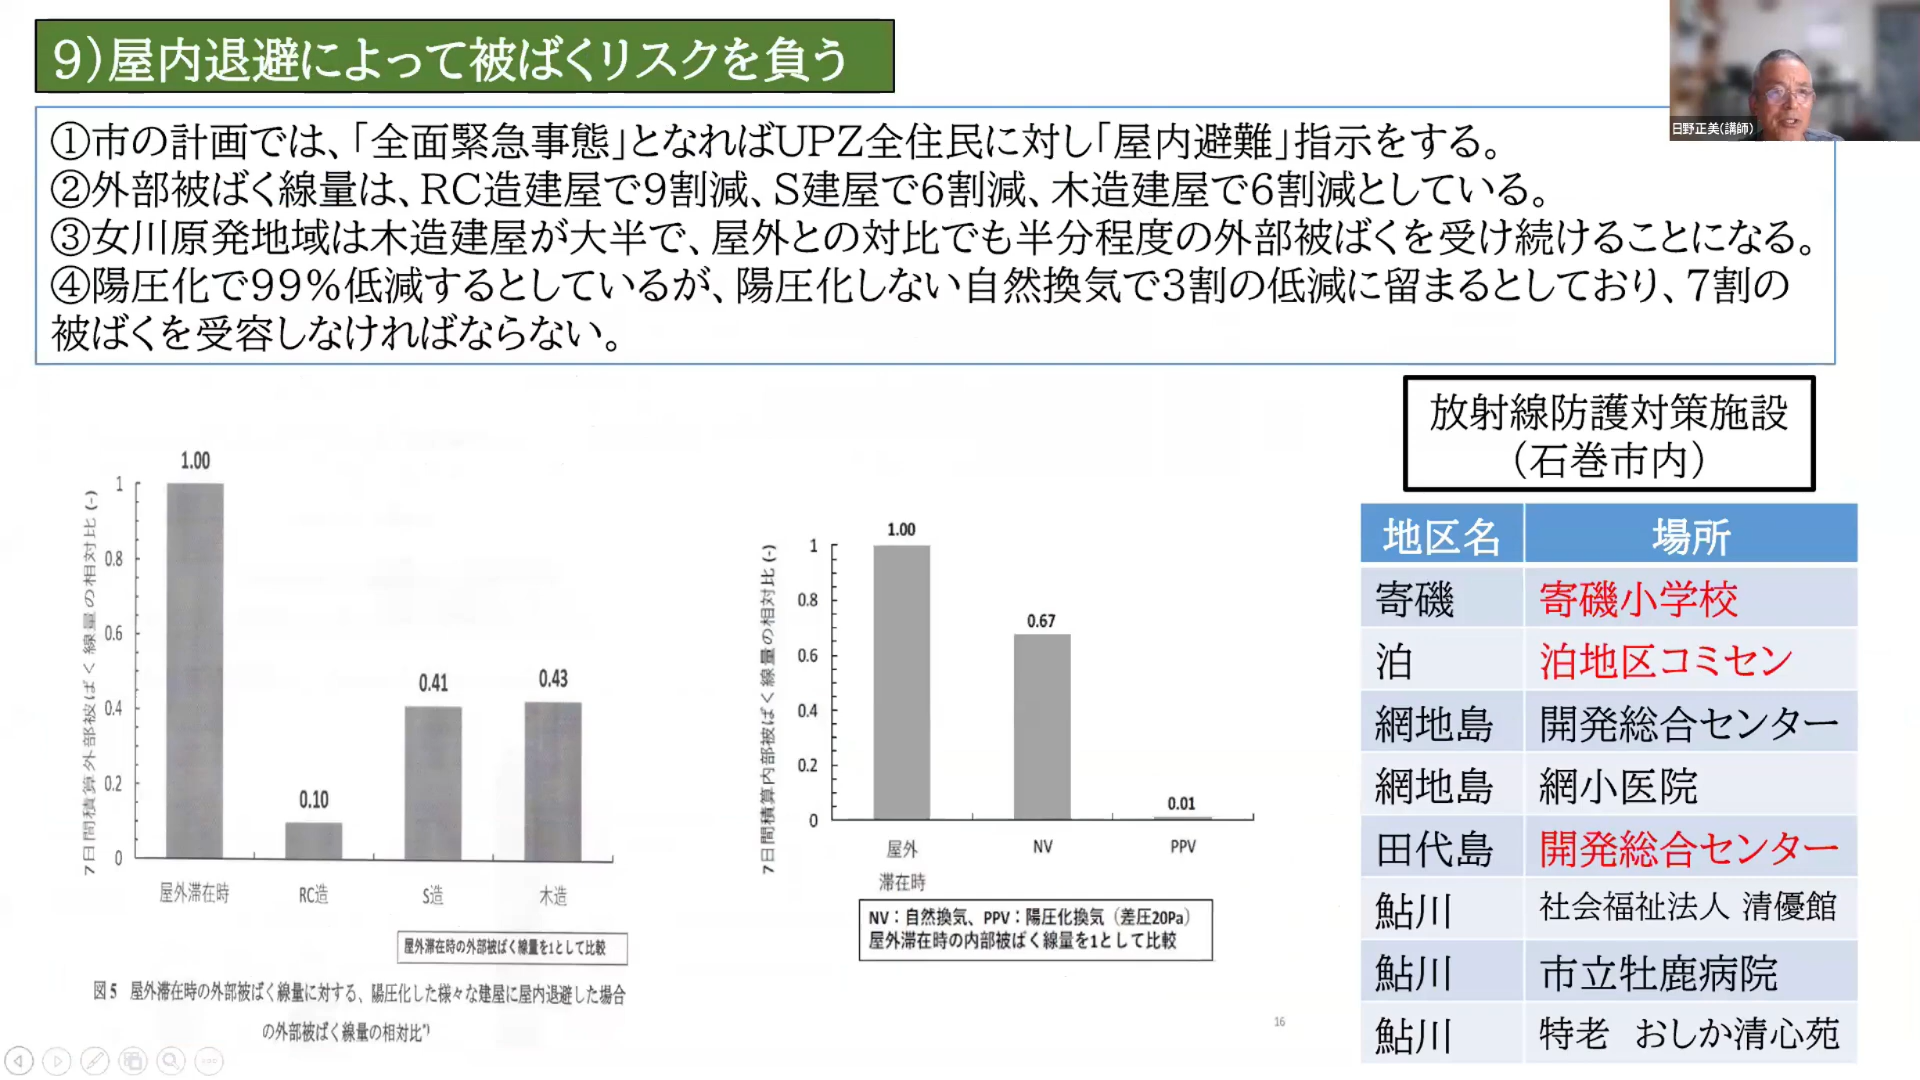 9)屋内退避によって被ばくリスクを負う
日野正美(講師)
①市の計画では、「全面緊急事態」となればUPZ全住民に対し「屋内避難」指示をする。
②外部被ばく線量は、RC造建屋で9割減、S建屋で6割減、木造建屋で6割減としている。
③女川原発地域は木造建屋が大半で、屋外との対比でも半分程度の外部被ばくを受け続けることになる。
④陽圧化で99%低減するとしているが、陽圧化しない自然換気で3割の低減に留まるとしており、7割の
被ばくを受容しなければならない。
7日間積算外部被ばく線量の相対比(-)
1
0.8
0.6
0.4
0.2
0
1.00
0.10
0.41
0.43
屋外滞在時
RC造
S造
木造
屋外滞在時の外部被ばく線量を1として比較
図5 屋外滞在時の外部被ばく線量に対する、陽圧化した様々な建屋に屋内退避した場合
の外部被ばく線量の相対比
7日間積算内部被ばく線量の相対比(-)
1
0.8
0.6
0.4
0.2
0
1.00
0.67
0.01
屋外
滞在時
NV
PPV
NV:自然換気、PPV:陽圧化換気(差圧20Pa)
屋外滞在時の内部被ばく線量を1として比較
16
放射線防護対策施設
(石巻市内)
地区名 場所
寄磯 寄磯小学校
泊 泊地区コミセン
網地島 開発総合センター
網地島 網小医院
田代島 開発総合センター
鮎川 社会福祉法人 清優館
鮎川 市立牡鹿病院
鮎川 特老 おしか清心苑